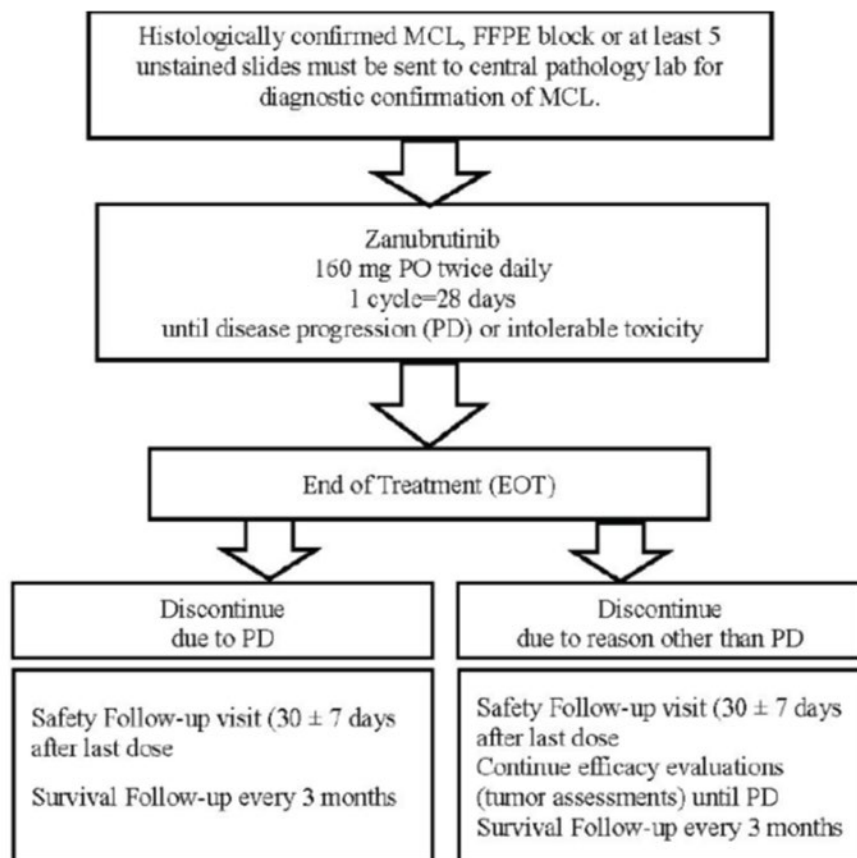 Histologically confirmed MCL, FFPE block or at least 5
unstained slides must be sent to central pathology lab for
diagnostic confirmation of MCL.
Zanubrutinib
160 mg PO twice daily
1 cycle=28 days
until disease progression (PD) or intolerable toxicity
End of Treatment (EOT)
Discontinue
due to PD
Safety Follow-up visit (30 ± 7 days
after last dose
Survival Follow-up every 3 months
Discontinue
due to reason other than PD
Safety Follow-up visit (30 ± 7 days
after last dose
Continue efficacy evaluations
(tumor assessments) until PD
Survival Follow-up every 3 months